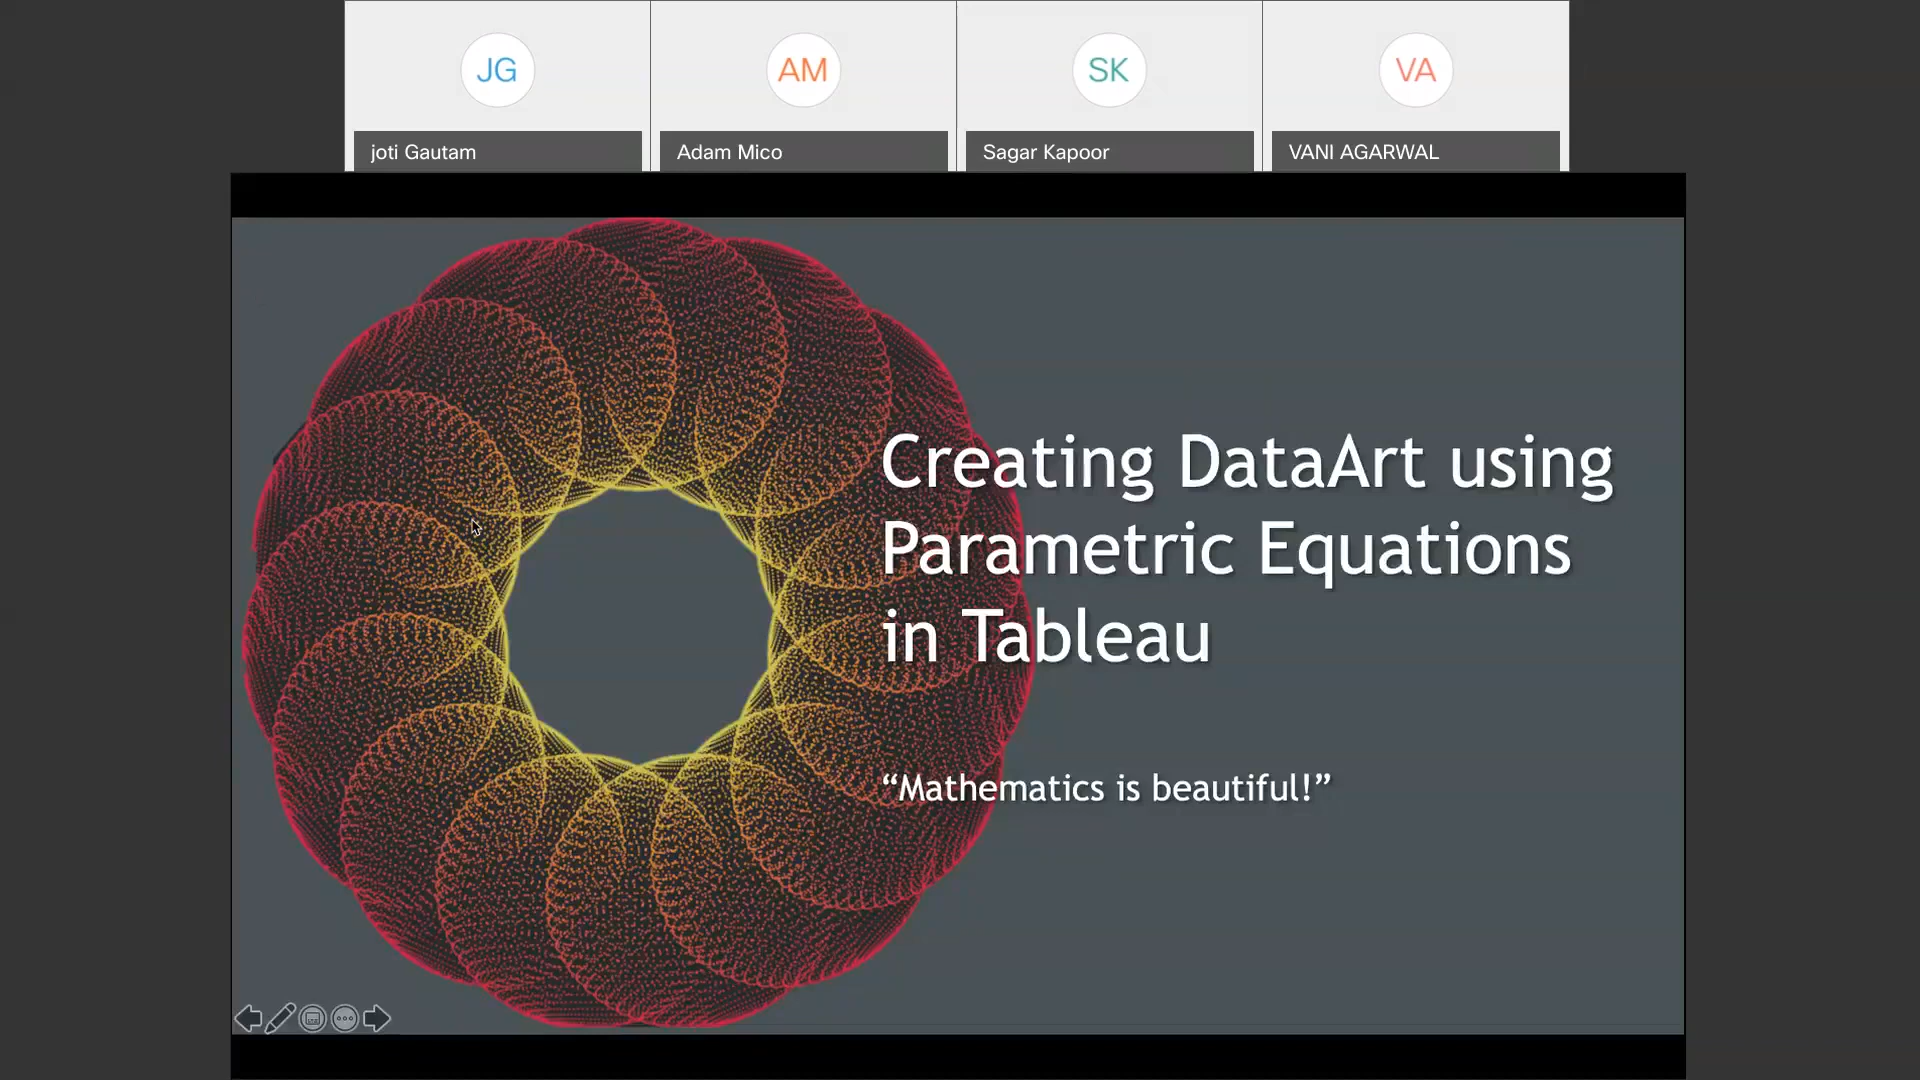 JG
AM
SK
VA
joti Gautam
Adam Mico
Sagar Kapoor
VANI AGARWAL
Creating DataArt using
Parametric Equations
in Tableau
“Mathematics is beautiful!”